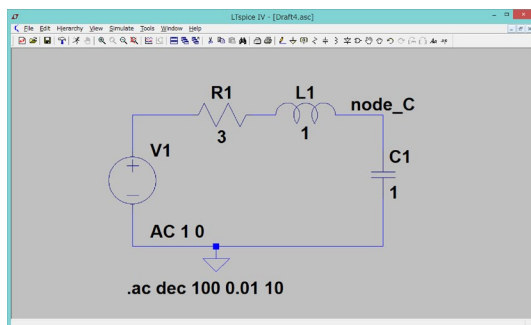 LTspice IV - [Draft4.asc]
File Edit Hierarchy View Simulate Tools Window Help
R1
L1
node_C
3
1
V1
C1
1
AC 1 0
.ac dec 100 0.01 10